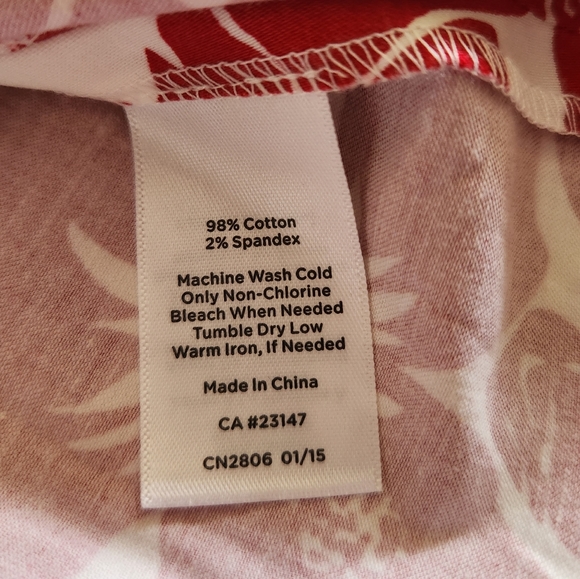 98% Cotton
2% Spandex
Machine Wash Cold
Only Non-Chlorine
Bleach When Needed
Tumble Dry Low
Warm Iron, If Needed
Made In China
CA #23147
CN2806 01/15